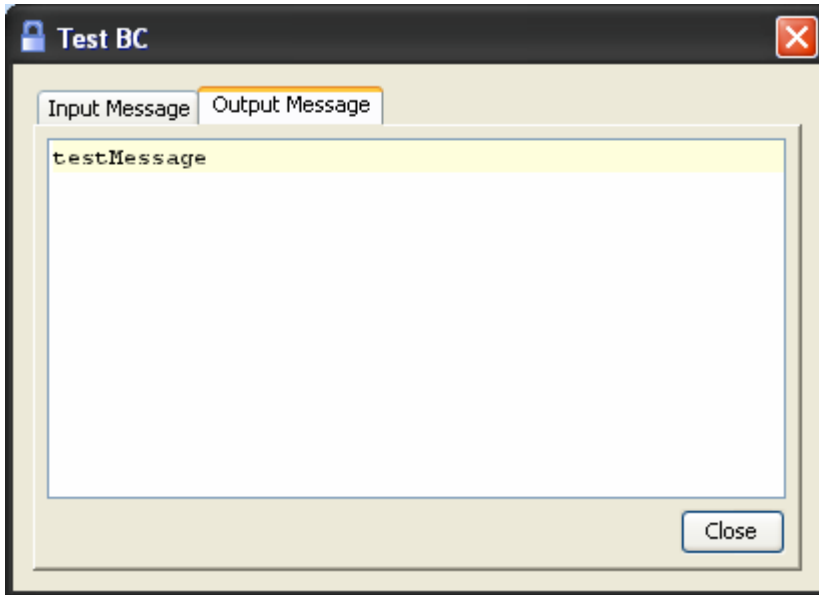 Test BC
Input Message
Output Message
testMessage
Close